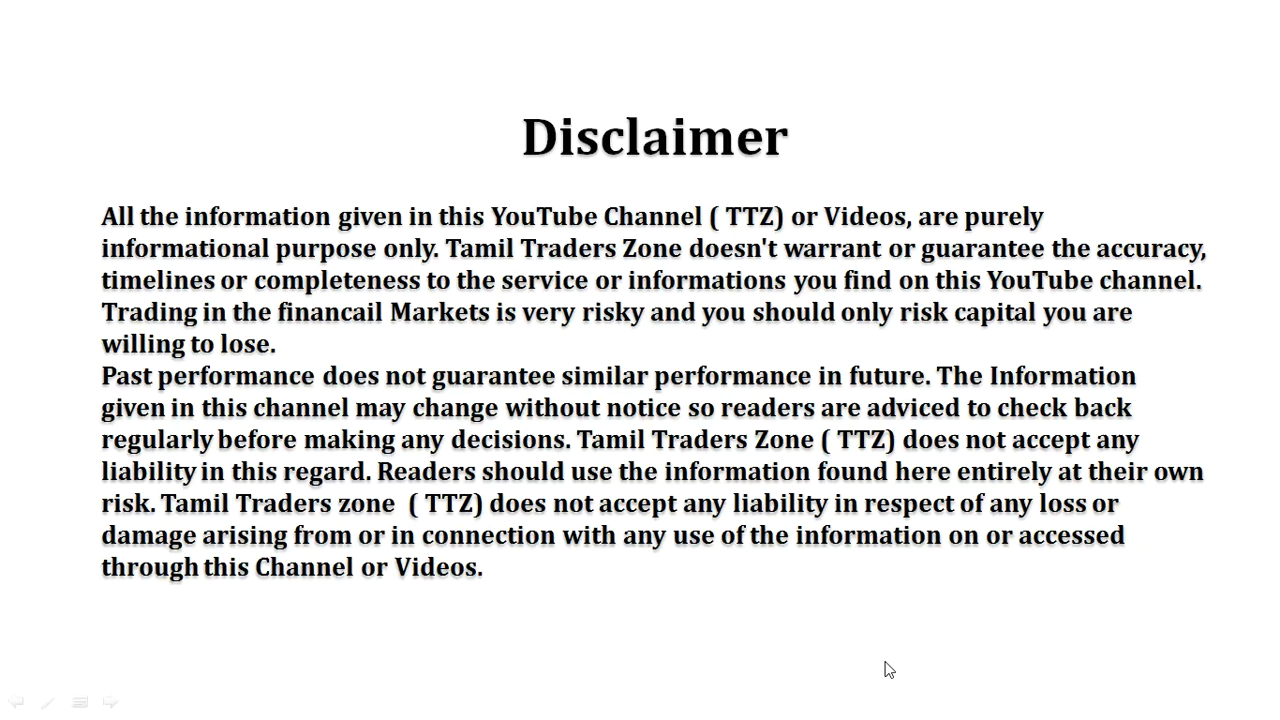 Disclaimer
All the information given in this YouTube Channel ( TTZ) or Videos, are purely
informational purpose only. Tamil Traders Zone doesn't warrant or guarantee the accuracy,
timelines or completeness to the service or informations you find on this YouTube channel.
Trading in the financail Markets is very risky and you should only risk capital you are
willing to lose.
Past performance does not guarantee similar performance in future. The Information
given in this channel may change without notice so readers are adviced to check back
regularly before making any decisions. Tamil Traders Zone ( TTZ) does not accept any
liability in this regard. Readers should use the information found here entirely at their own
risk. Tamil Traders zone  ( TTZ) does not accept any liability in respect of any loss or
damage arising from or in connection with any use of the information on or accessed
through this Channel or Videos.